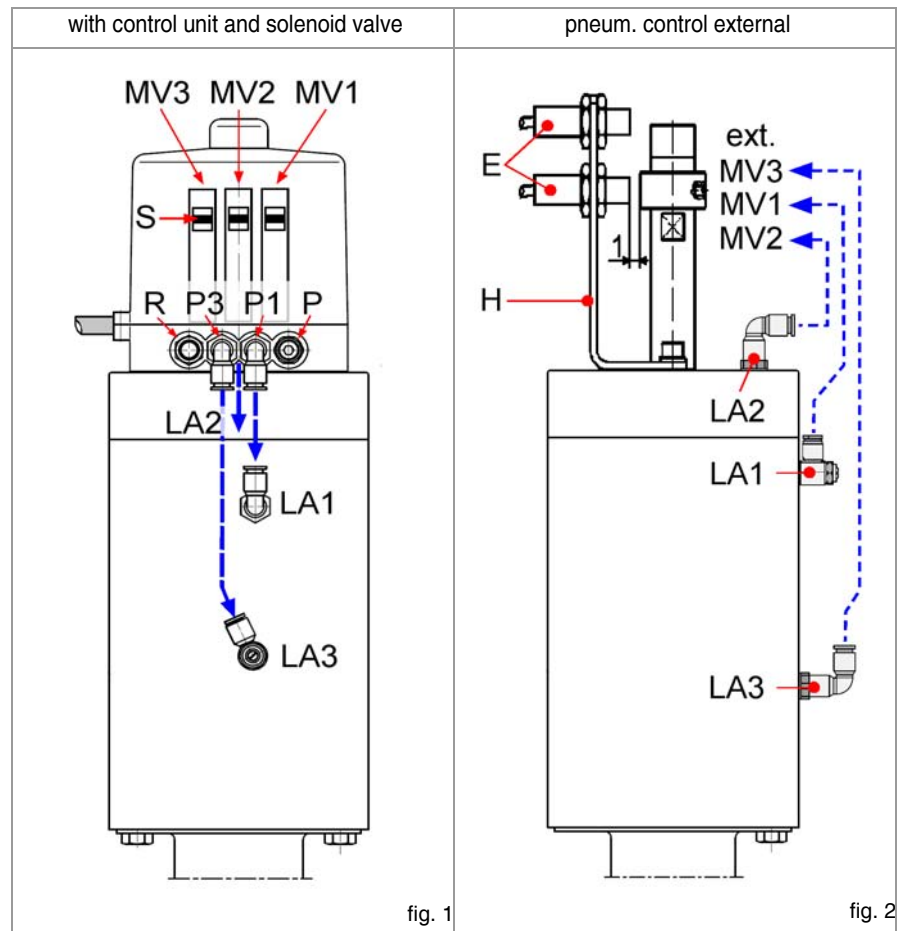 with control unit and solenoid valve
pneum. control external
MV3 MV2 MV1
S
R P3 P1 P
LA2
LA1
LA3
fig. 1
E
ext.
MV3
MV1
MV2
1
H
LA2
LA1
LA3
fig. 2